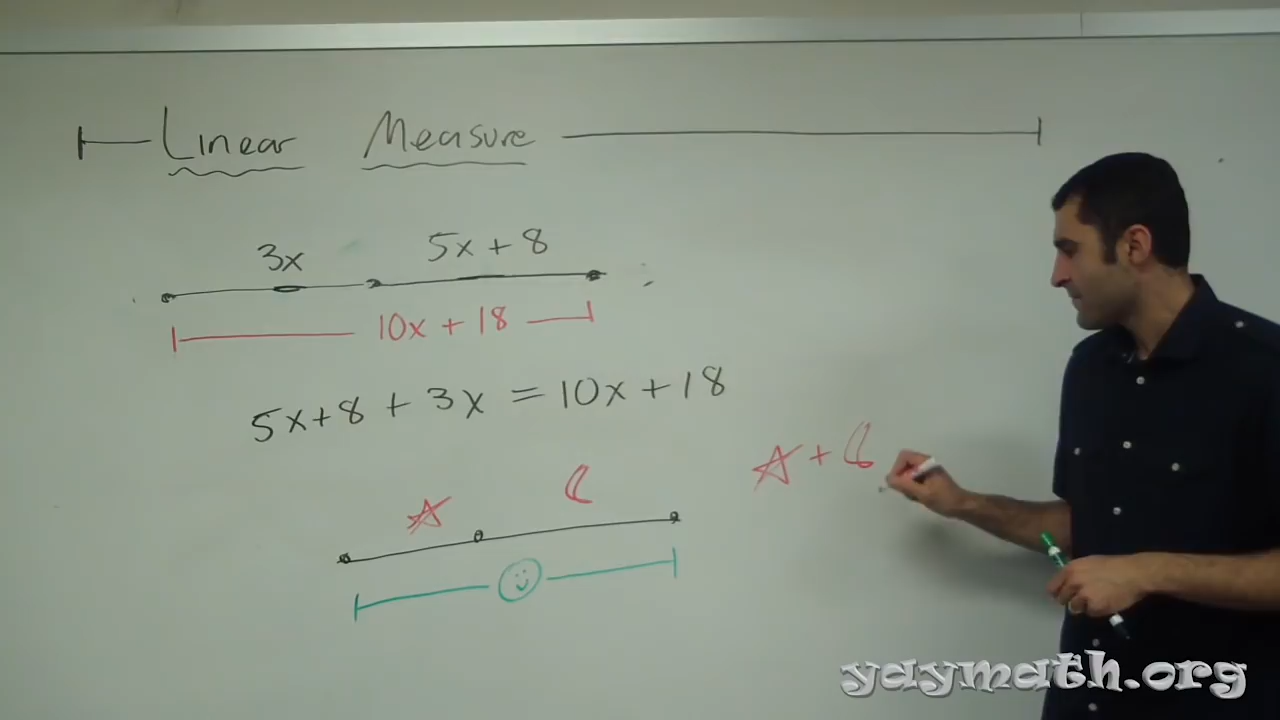 Linear Measure
3x 5x + 8
10x + 18
5x+8 + 3x = 10x + 18
+
yaymath.org